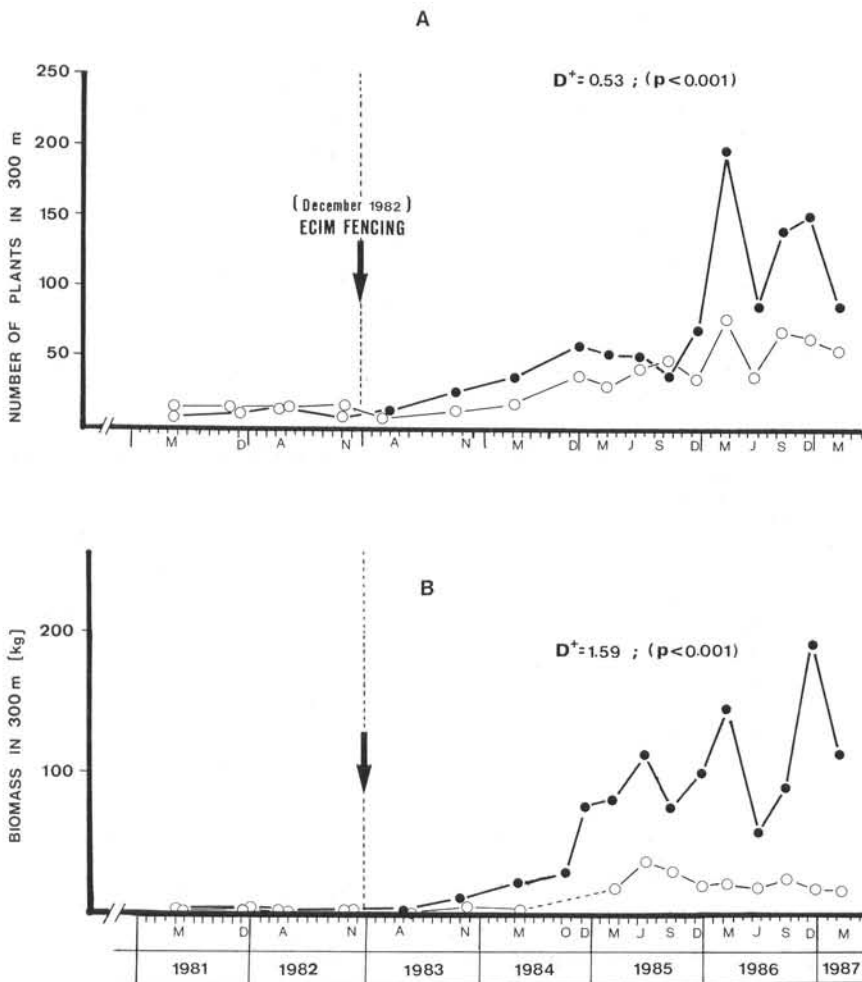 A
D⁺=0.53 ; (p<0.001)
NUMBER OF PLANTS IN 300 m
250
200
150
100
50
(December 1982)
ECIM FENCING
M D A N A N M D M J S D M J S D M
B
D⁺=1.59 ; (p<0.001)
BIOMASS IN 300 m [kg]
200
100
M D A N A N M O D M J S D M J S D M
1981 1982 1983 1984 1985 1986 1987